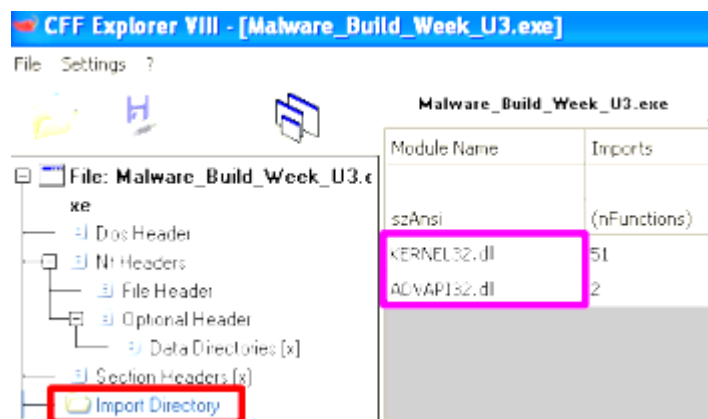 CFF Explorer VIII - [Malware_Build_Week_U3.exe]
File Settings ?
Malware_Build_Week_U3.exe
Module Name Imports
szAnsi (nFunctions)
KERNEL32.dll 51
ADVAPI32.dll 2
File: Malware_Build_Week_U3.e
xe
Dos Header
Nt Headers
File Header
Optional Header
Data Directories [x]
Section Headers [x]
Import Directory